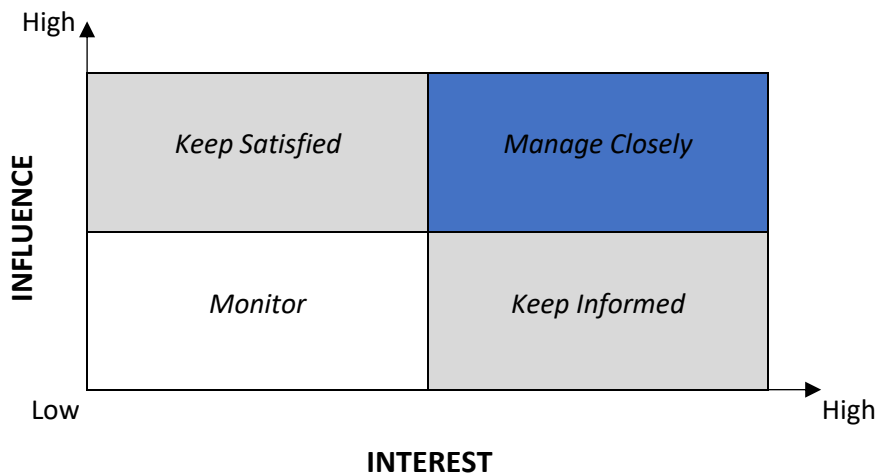 High
Keep Satisfied
Manage Closely
INFLUENCE
Monitor
Keep Informed
Low
High
INTEREST